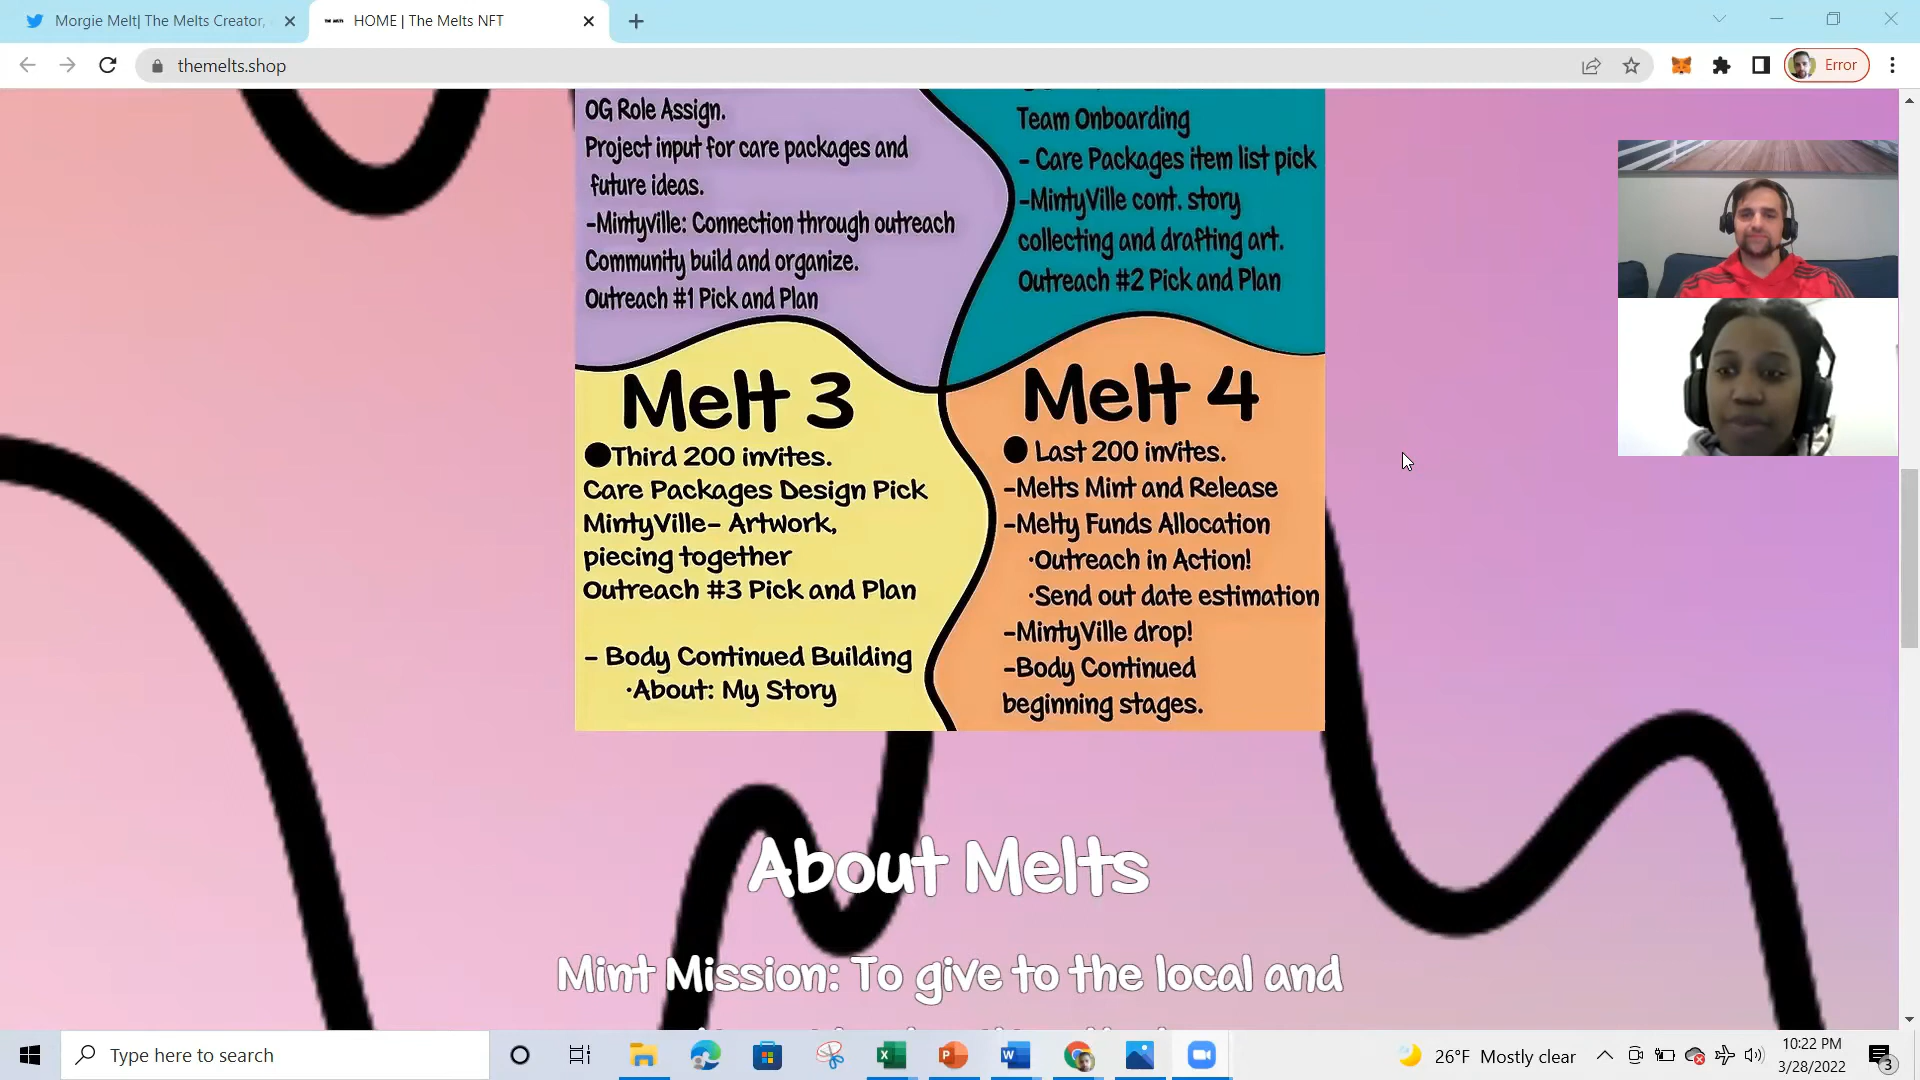 Morgie Melt| The Melts Creator,
HOME | The Melts NFT
themelts.shop
Error
OG Role Assign.
Project input for care packages and
future ideas.
-Mintyville: Connection through outreach
Community build and organize.
Outreach #1 Pick and Plan
Team Onboarding
- Care Packages item list pick
-MintyVille cont. story
collecting and drafting art.
Outreach #2 Pick and Plan
Melt 3
●Third 200 invites.
Care Packages Design Pick
MintyVille- Artwork,
piecing together
Outreach #3 Pick and Plan
- Body Continued Building
·About: My Story
Melt 4
● Last 200 invites.
-Melts Mint and Release
-Melty Funds Allocation
·Outreach in Action!
·Send out date estimation
-MintyVille drop!
-Body Continued
beginning stages.
About Melts
Mint Mission: To give to the local and
Type here to search
26°F Mostly clear
10:22 PM
3/28/2022
3